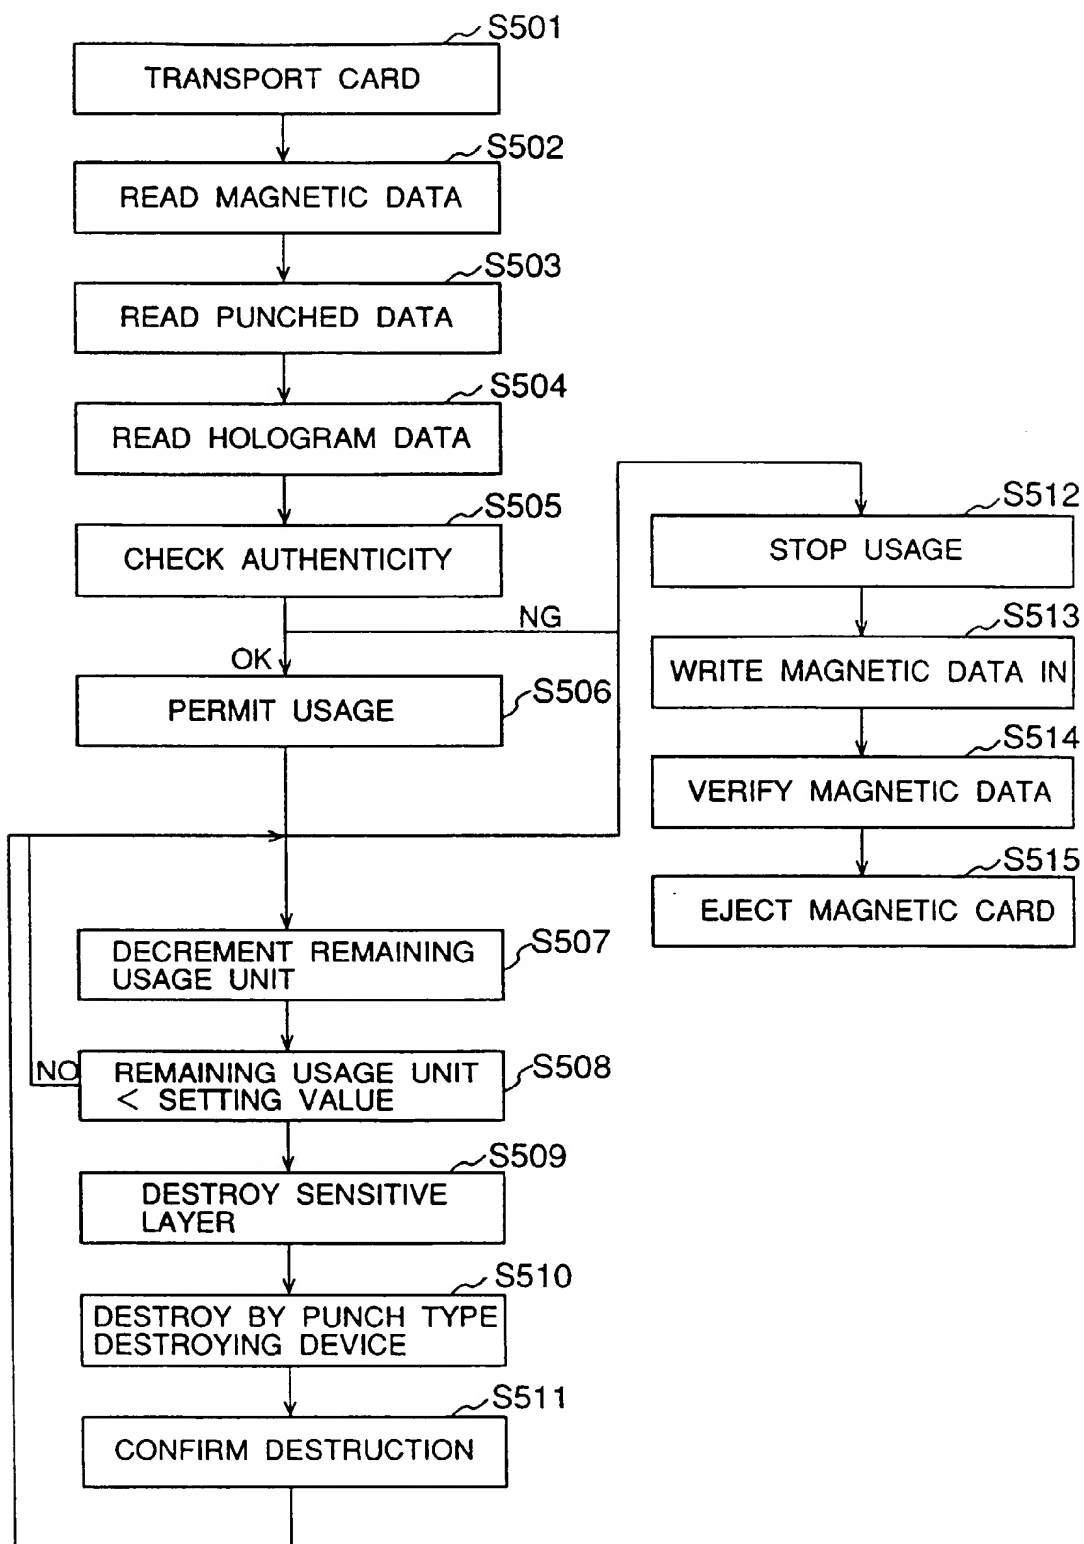 S501
TRANSPORT CARD
S502
READ MAGNETIC DATA
S503
READ PUNCHED DATA
S504
READ HOLOGRAM DATA
S505
CHECK AUTHENTICITY
NG
OK
S506
PERMIT USAGE
S507
DECREMENT REMAINING
USAGE UNIT
NO
S508
REMAINING USAGE UNIT
< SETTING VALUE
S509
DESTROY SENSITIVE
LAYER
S510
DESTROY BY PUNCH TYPE
DESTROYING DEVICE
S511
CONFIRM DESTRUCTION
S512
STOP USAGE
S513
WRITE MAGNETIC DATA IN
S514
VERIFY MAGNETIC DATA
S515
EJECT MAGNETIC CARD